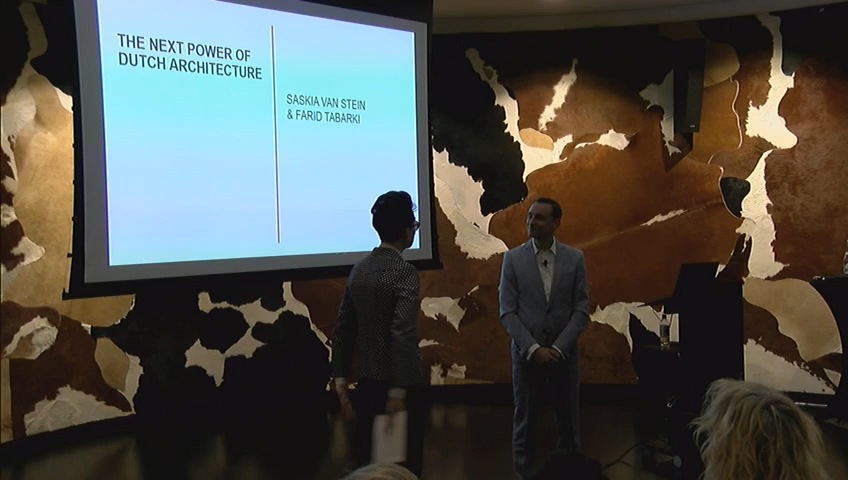 THE NEXT POWER OF
DUTCH ARCHITECTURE
SASKIA VAN STEIN
& FARID TABARKI